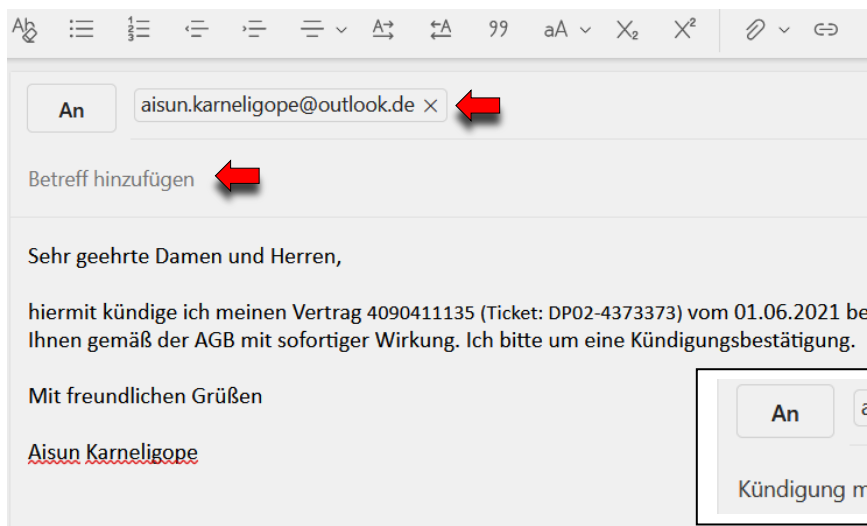 An aisun.karneligope@outlook.de
Betreff hinzufügen
Sehr geehrte Damen und Herren,
hiermit kündige ich meinen Vertrag 4090411135 (Ticket: DP02-4373373) vom 01.06.2021 be
Ihnen gemäß der AGB mit sofortiger Wirkung. Ich bitte um eine Kündigungsbestätigung.
Mit freundlichen Grüßen
Aisun Karneligope
An a
Kündigung m